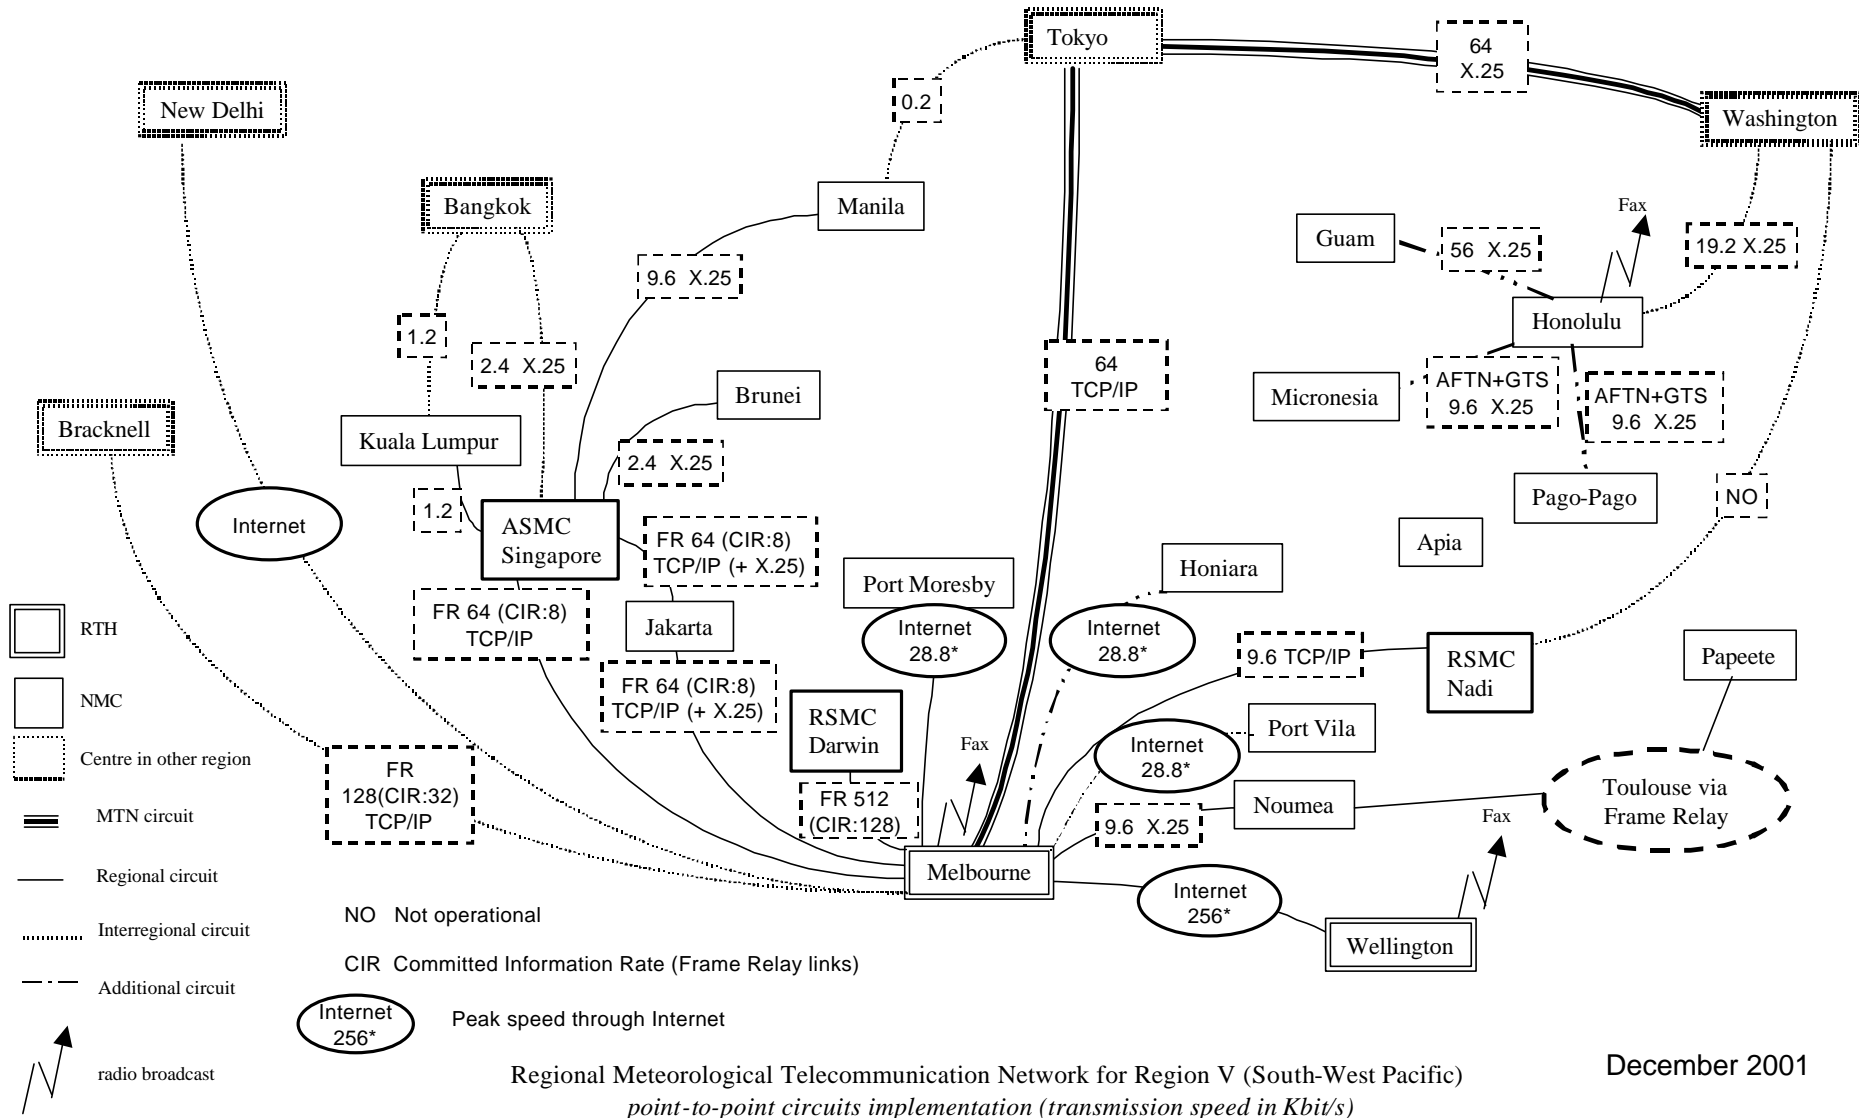 Tokyo
64
X.25
New Delhi
0.2
Washington
Bangkok
Manila
Fax
Guam
56 X.25
19.2 X.25
9.6 X.25
Honolulu
1.2
2.4 X.25
64
TCP/IP
AFTN+GTS
9.6 X.25
AFTN+GTS
9.6 X.25
Micronesia
Brunei
Bracknell
Kuala Lumpur
2.4 X.25
Pago-Pago
NO
1.2
Internet
ASMC
Singapore
FR 64 (CIR:8)
TCP/IP (+ X.25)
Apia
Port Moresby
Honiara
FR 64 (CIR:8)
TCP/IP
Jakarta
Internet
28.8*
Internet
28.8*
9.6 TCP/IP
RSMC
Nadi
Papeete
RTH
FR 64 (CIR:8)
TCP/IP (+ X.25)
RSMC
Darwin
NMC
Port Vila
Internet
28.8*
Fax
Centre in other region
FR
128(CIR:32)
TCP/IP
FR 512
(CIR:128)
Noumea
Toulouse via
Frame Relay
9.6 X.25
Fax
MTN circuit
Melbourne
Regional circuit
Internet
256*
NO Not operational
Interregional circuit
Wellington
CIR Committed Information Rate (Frame Relay links)
Additional circuit
Internet
256*
Peak speed through Internet
radio broadcast
Regional Meteorological Telecommunication Network for Region V (South-West Pacific)
point-to-point circuits implementation (transmission speed in Kbit/s)
December 2001